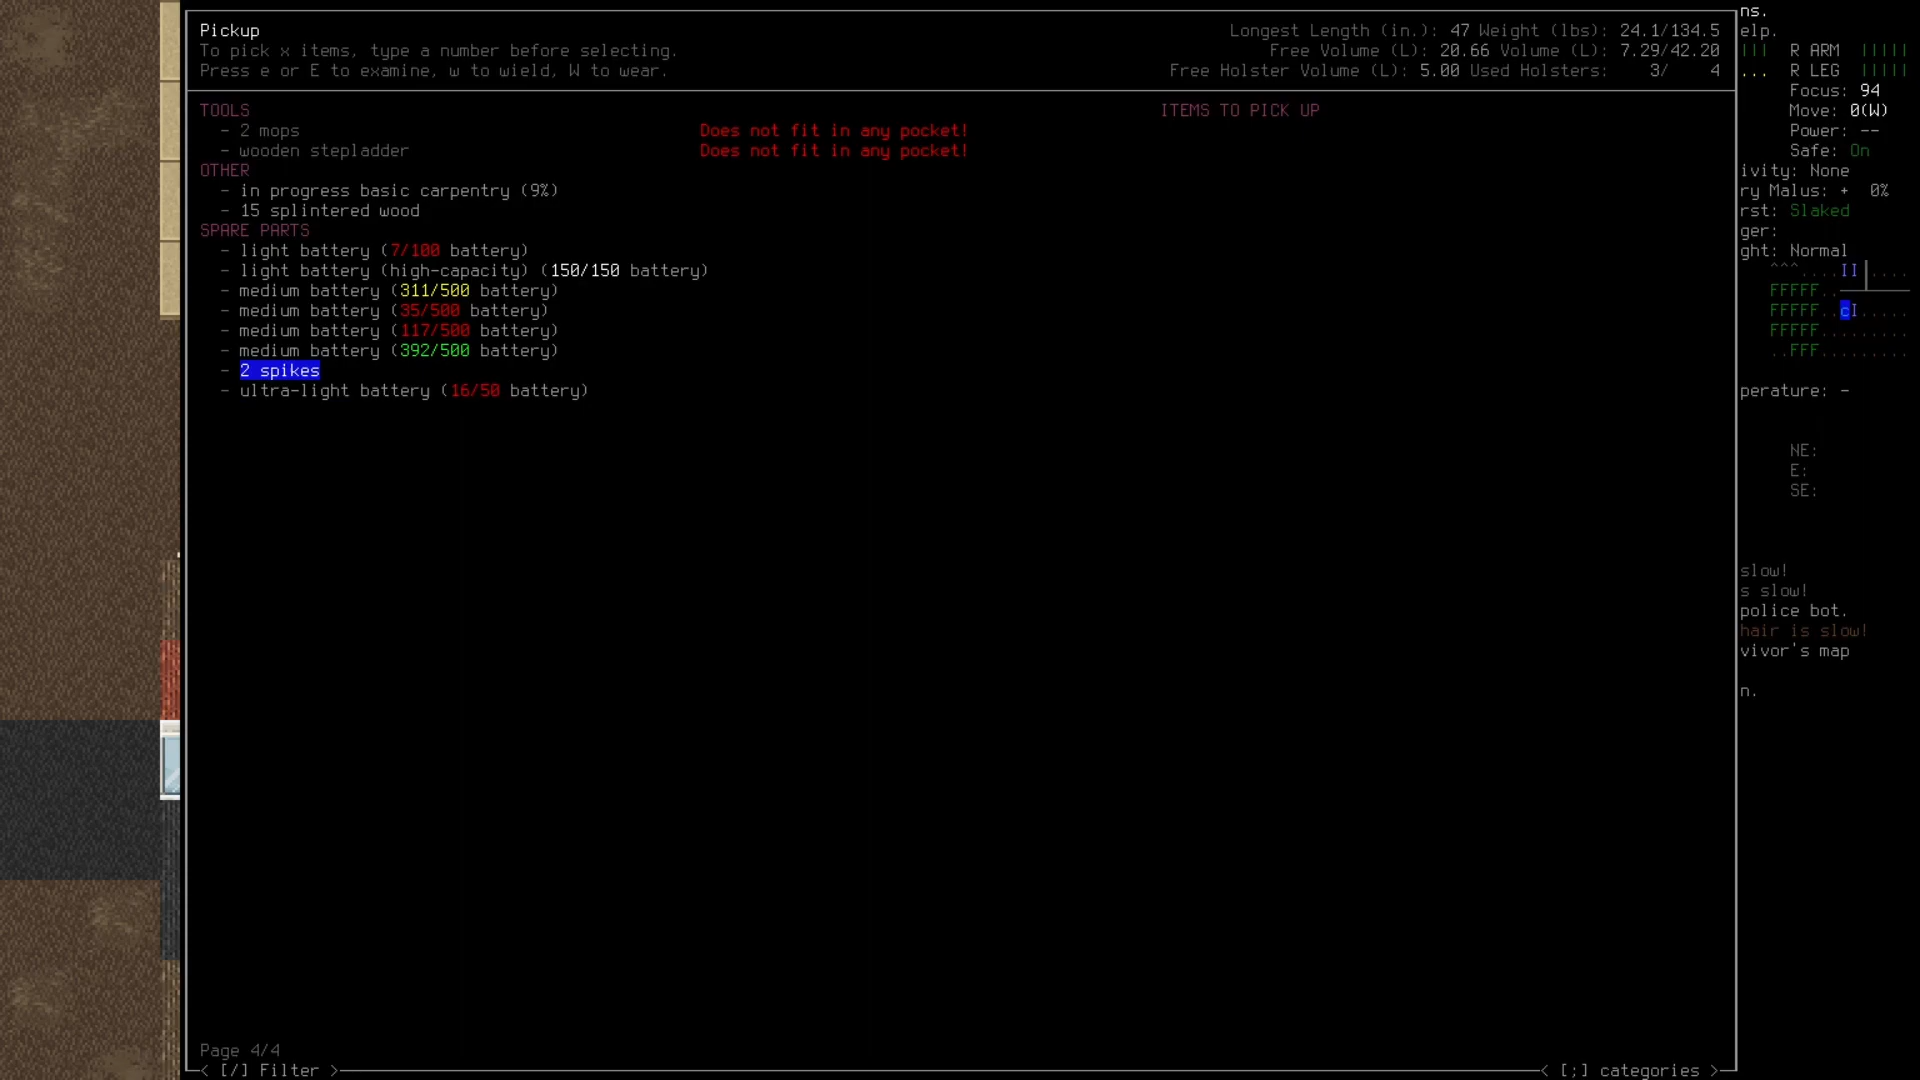 Pickup
To pick x items, type a number before selecting.
Press e or E to examine, w to wield, W to wear.
Longest Length (in.): 47 Weight (lbs): 24.1/134.5
Free Volume (L): 20.66 Volume (L): 7.29/42.20
Free Holster Volume (L): 5.00 Used Holsters: 3/ 4
TOOLS
- 2 mops Does not fit in any pocket!
- wooden stepladder Does not fit in any pocket!
OTHER
- in progress basic carpentry (9%)
- 15 splintered wood
SPARE PARTS
- light battery (7/100 battery)
- light battery (high-capacity) (150/150 battery)
- medium battery (311/500 battery)
- medium battery (35/500 battery)
- medium battery (117/500 battery)
- medium battery (392/500 battery)
- 2 spikes
- ultra-light battery (16/50 battery)
ITEMS TO PICK UP
Page 4/4
< [/] Filter >
< [;] categories >
ns.
elp.
||| R ARM |||||
... R LEG |||||
Focus: 94
Move: 0(W)
Power: --
Safe: On
ivity: None
ry Malus: + 0%
rst: Slaked
ger:
ght: Normal
^^^....II|....
FFFFF..
FFFFF..cI.....
FFFFF.........
..FFF.........
perature: -
NE:
E:
SE:
slow!
s slow!
police bot.
hair is slow!
vivor's map
n.